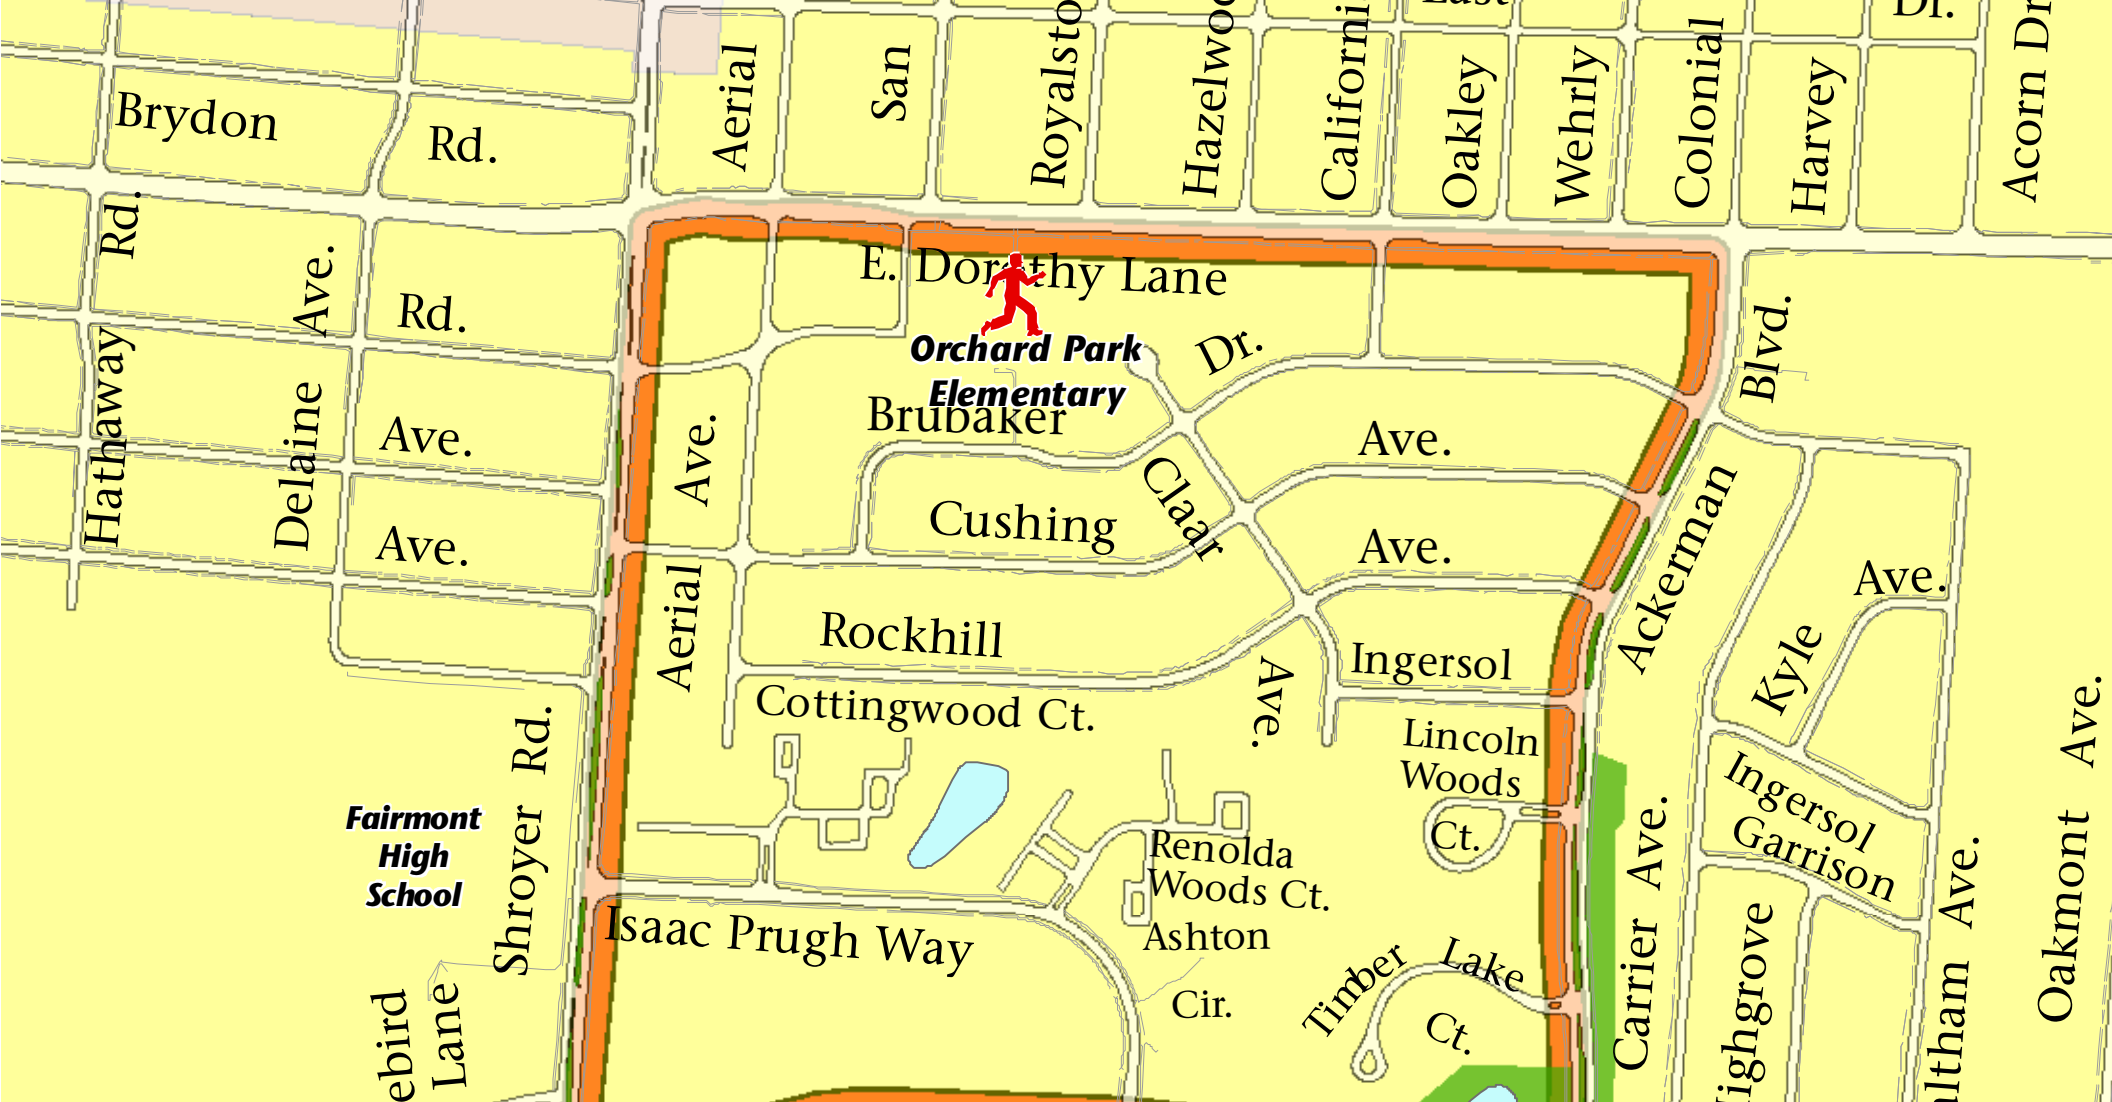 Dr.
Aerial
San
Oakley
Wehrly
Colonial
Harvey
Acorn Dr.
Brydon
Rd.
Rd.
Ave.
Rd.
E. Dorothy Lane
Orchard Park
Elementary
Dr.
Blvd.
Hathaway
Delaine
Ave.
Ave.
Brubaker
Ave.
Ave.
Cushing
Claar
Ave.
Ackerman
Ave.
Aerial
Rockhill
Ave.
Ingersol
Kyle
Cottingwood Ct.
Lincoln
Woods
Ct.
Ingersol
Garrison
Fairmont
High
School
Shroyer Rd.
Renolda
Woods Ct.
Ashton
Cir.
Isaac Prugh Way
Timber Lake
Ct.
Carrier Ave.
Ave.
Oakmont Ave.
Lane